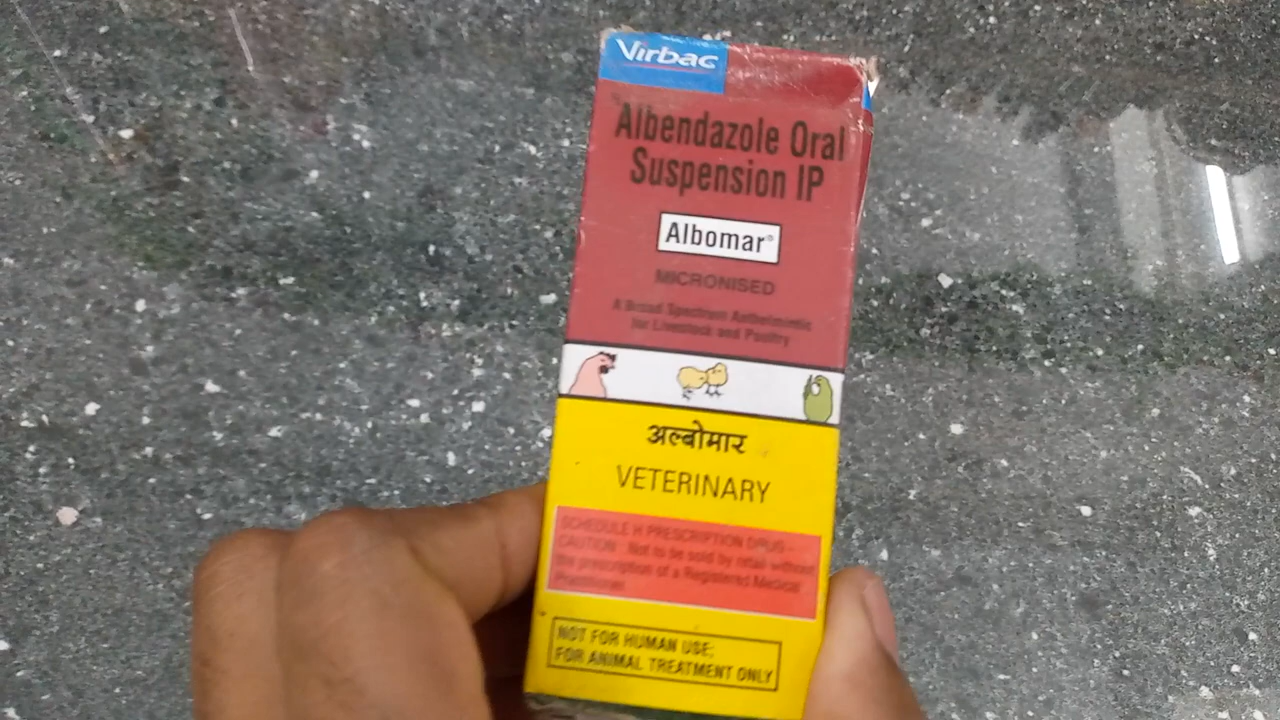 Virbac
Albendazole Oral
Suspension IP
Albomar®
MICRONISED
A Broad Spectrum Anthelmintic
for Livestock and Poultry
अल्बोमार
VETERINARY
SCHEDULE H PRESCRIPTION DRUG -
CAUTION Not to be sold by retail without
the prescription of a Registered Medical
Practitioner
NOT FOR HUMAN USE;
FOR ANIMAL TREATMENT ONLY